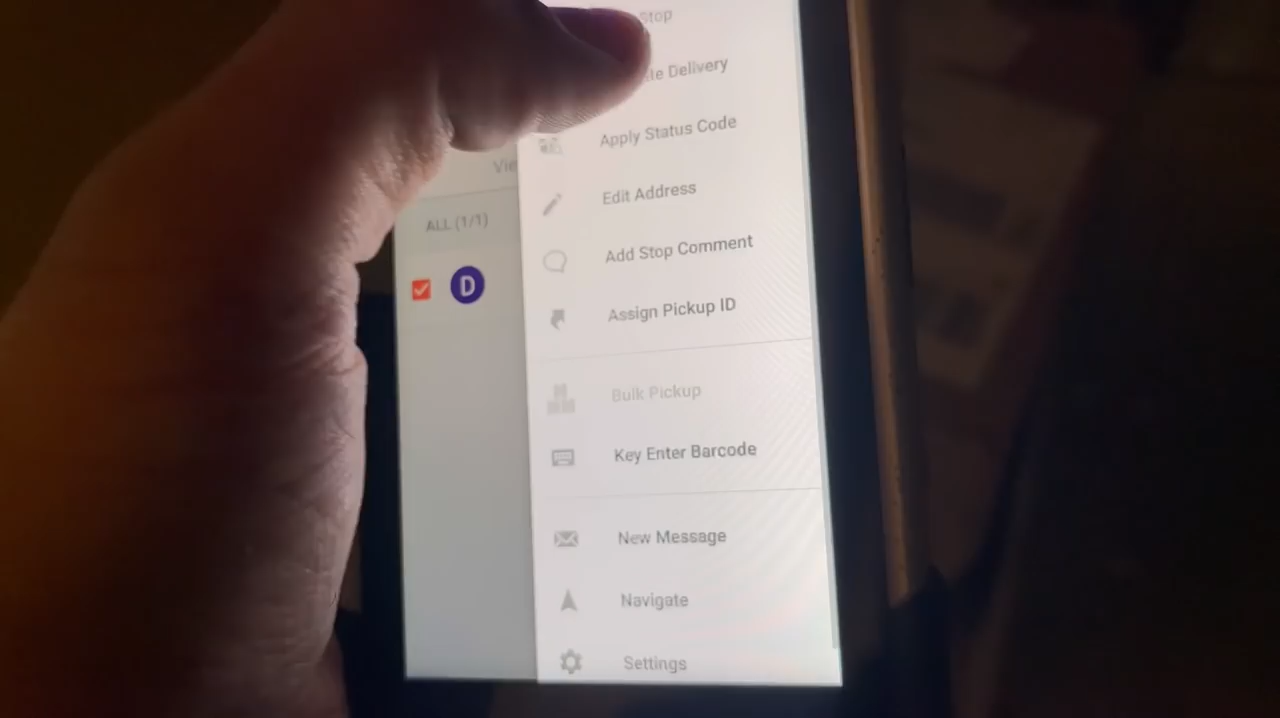 Stop
Delivery
Apply Status Code
Edit Address
ALL (1/1)
Add Stop Comment
D
Assign Pickup ID
Bulk Pickup
Key Enter Barcode
New Message
Navigate
Settings